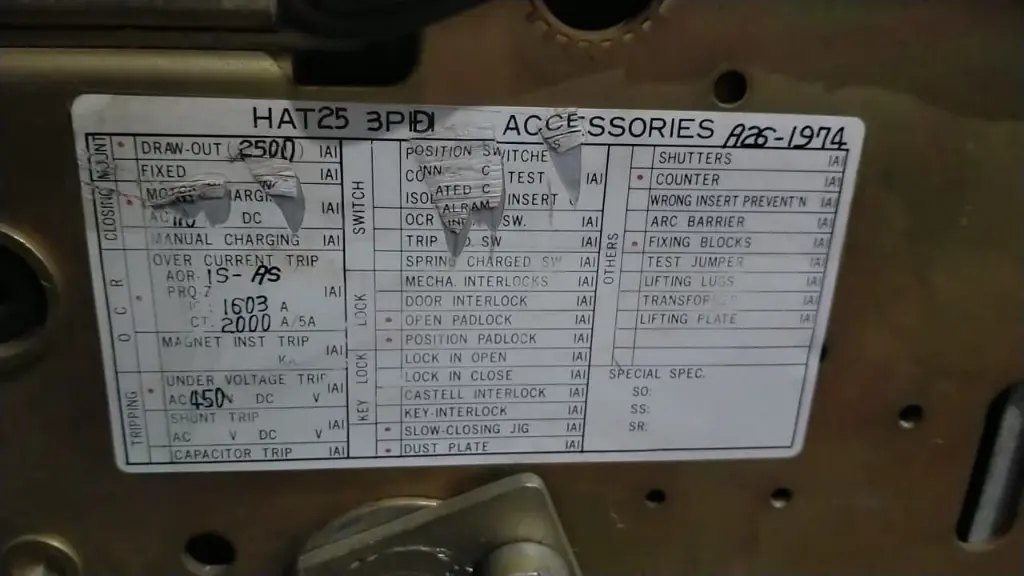 HAT25 3P ACCESSORIES A26-1974
MOUNT
DRAW-OUT (2500) IAI
FIXED IAI
CLOSING
AC DC
MANUAL CHARGING IAI
O C R
OVER CURRENT TRIP
AOR-1S-AS
PRO.Z IAI
1603 A
CT. 2000 A/5A
MAGNET INST TRIP
IAI
TRIPPING
UNDER VOLTAGE TRIP
AC 450 V DC V IAI
SHUNT TRIP
AC V DC V IAI
CAPACITOR TRIP IAI
SWITCH
POSITION SWITCHE
TEST IAI
INSERT
OCR SW. IAI
TRIP SW IAI
SPRING CHARGED SW IAI
LOCK
MECHA. INTERLOCKS IAI
DOOR INTERLOCK IAI
OPEN PADLOCK IAI
POSITION PADLOCK IAI
KEY LOCK
LOCK IN OPEN IAI
LOCK IN CLOSE IAI
CASTELL INTERLOCK IAI
KEY-INTERLOCK IAI
SLOW-CLOSING JIG IAI
DUST PLATE IAI
OTHERS
SHUTTERS IAI
COUNTER IAI
WRONG INSERT PREVENT'N IAI
ARC BARRIER IAI
FIXING BLOCKS IAI
TEST JUMPER IAI
LIFTING LUGS IAI
TRANSFORMER IAI
LIFTING PLATE IAI
SPECIAL SPEC.
SO:
SS:
SR: